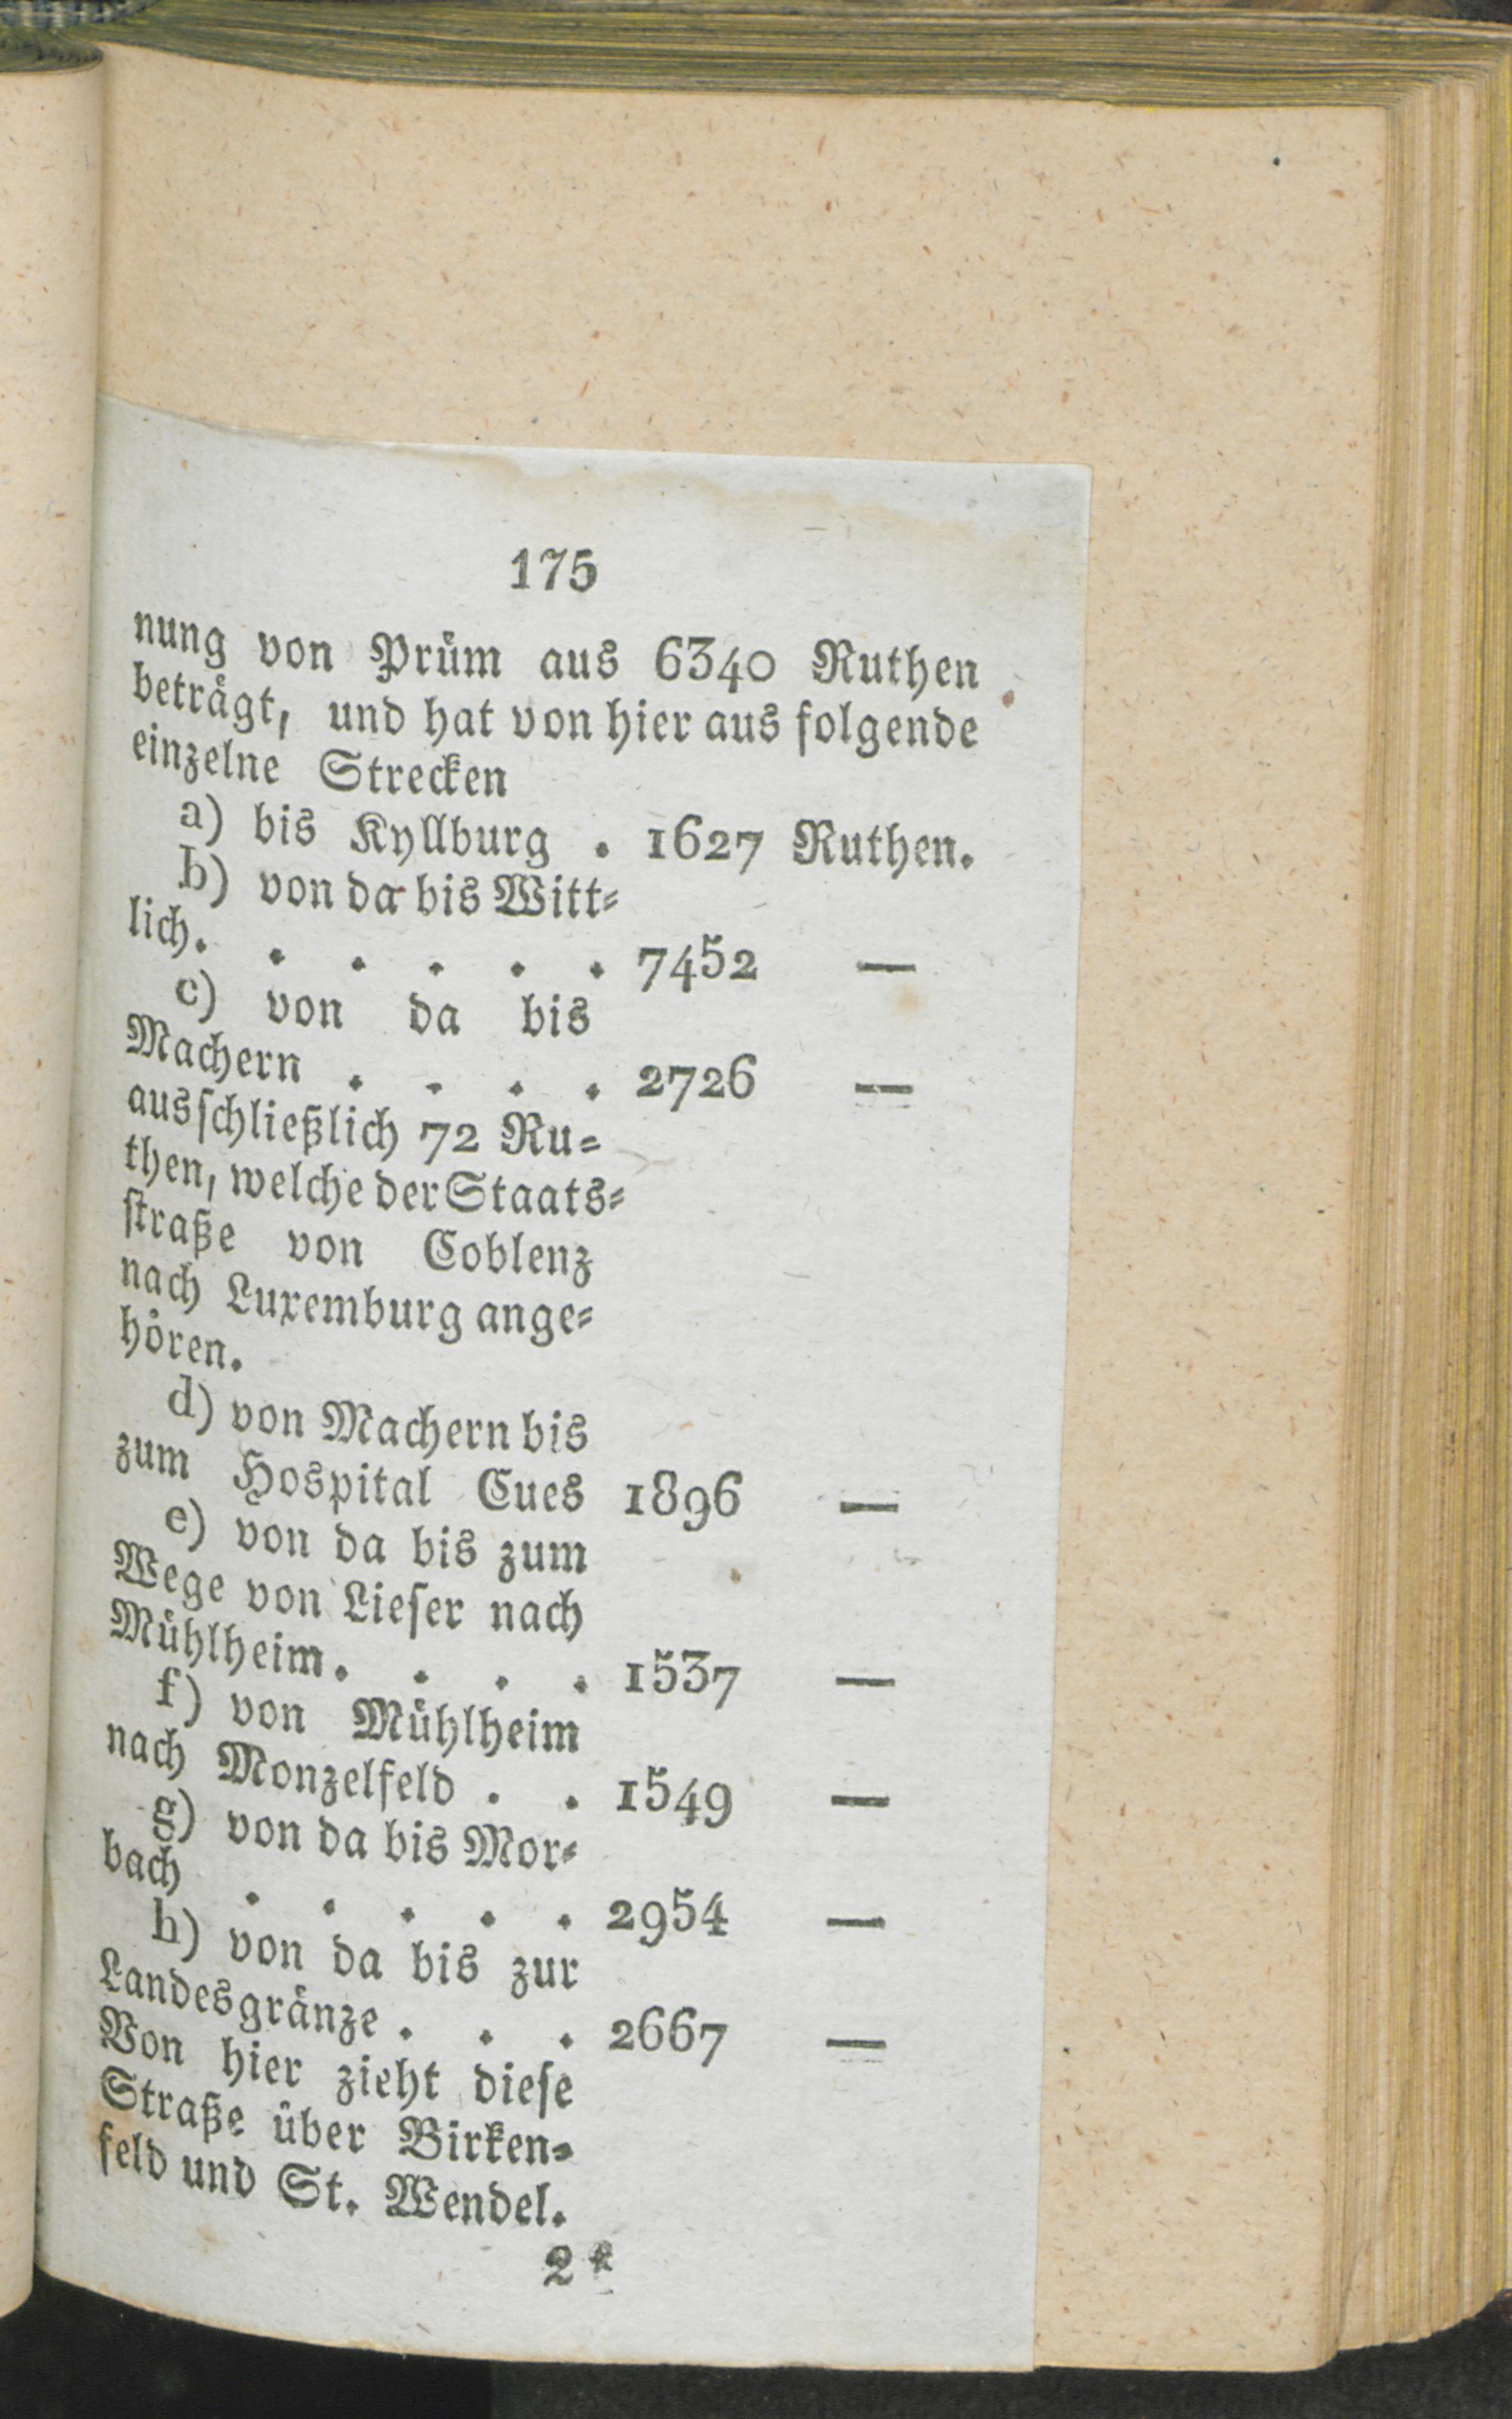 175
nung von Prüm aus 6340 Ruthen
beträgt, und hat von hier aus folgende
einzelne Strecken
a) bis Kyllburg . 1627 Ruthen.
b) von da bis Witt=
lich. . . . . . 7452 —
c) von da bis
Machern . . . . 2726 —
ausschließlich 72 Ru=
then, welche der Staats=
straße von Coblenz
nach Luxemburg ange=
hören.
d) von Machern bis
zum Hospital Cues 1896 —
e) von da bis zum
Wege von Lieser nach
Mühlheim. . . . 1537 —
f) von Mühlheim
nach Monzelfeld . . 1549 —
g) von da bis Mor=
bach . . . . . 2954 —
h) von da bis zur
Landesgränze . . . 2667 —
Von hier zieht diese
Straße über Birken=
feld und St. Wendel.
2*